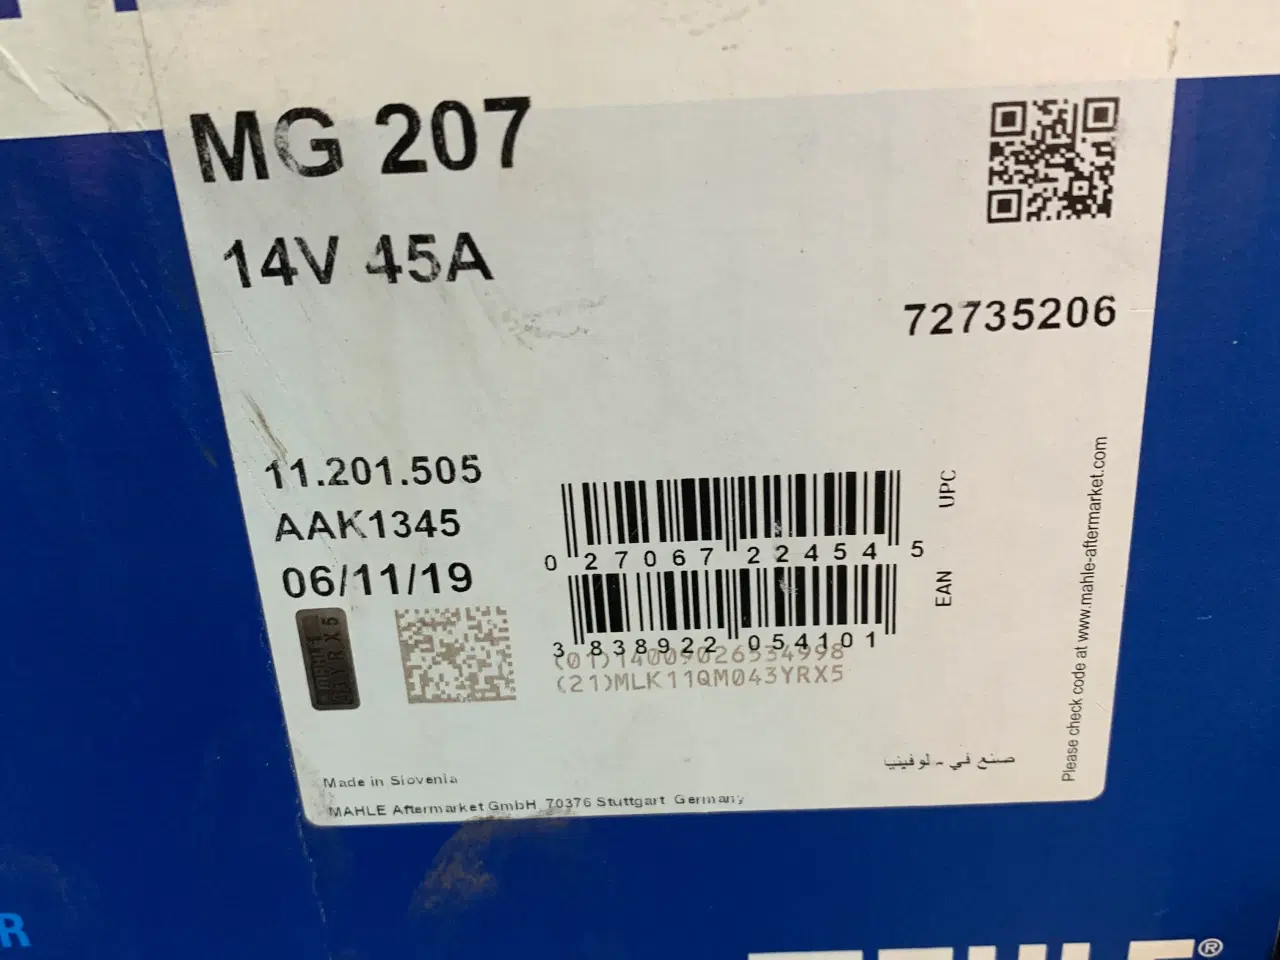 MG 207
14V 45A
72735206
11.201.505
AAK1345
06/11/19
0 27067 22454 5
UPC
EAN
3 838922 054101
(01)14009026534998
(21)MLK11QM043YRX5
Please check code at www.mahle-aftermarket.com
صنع في - لوفينيا
Made in Slovenia
MAHLE Aftermarket GmbH 70376 Stuttgart Germany
R
MAHLE®